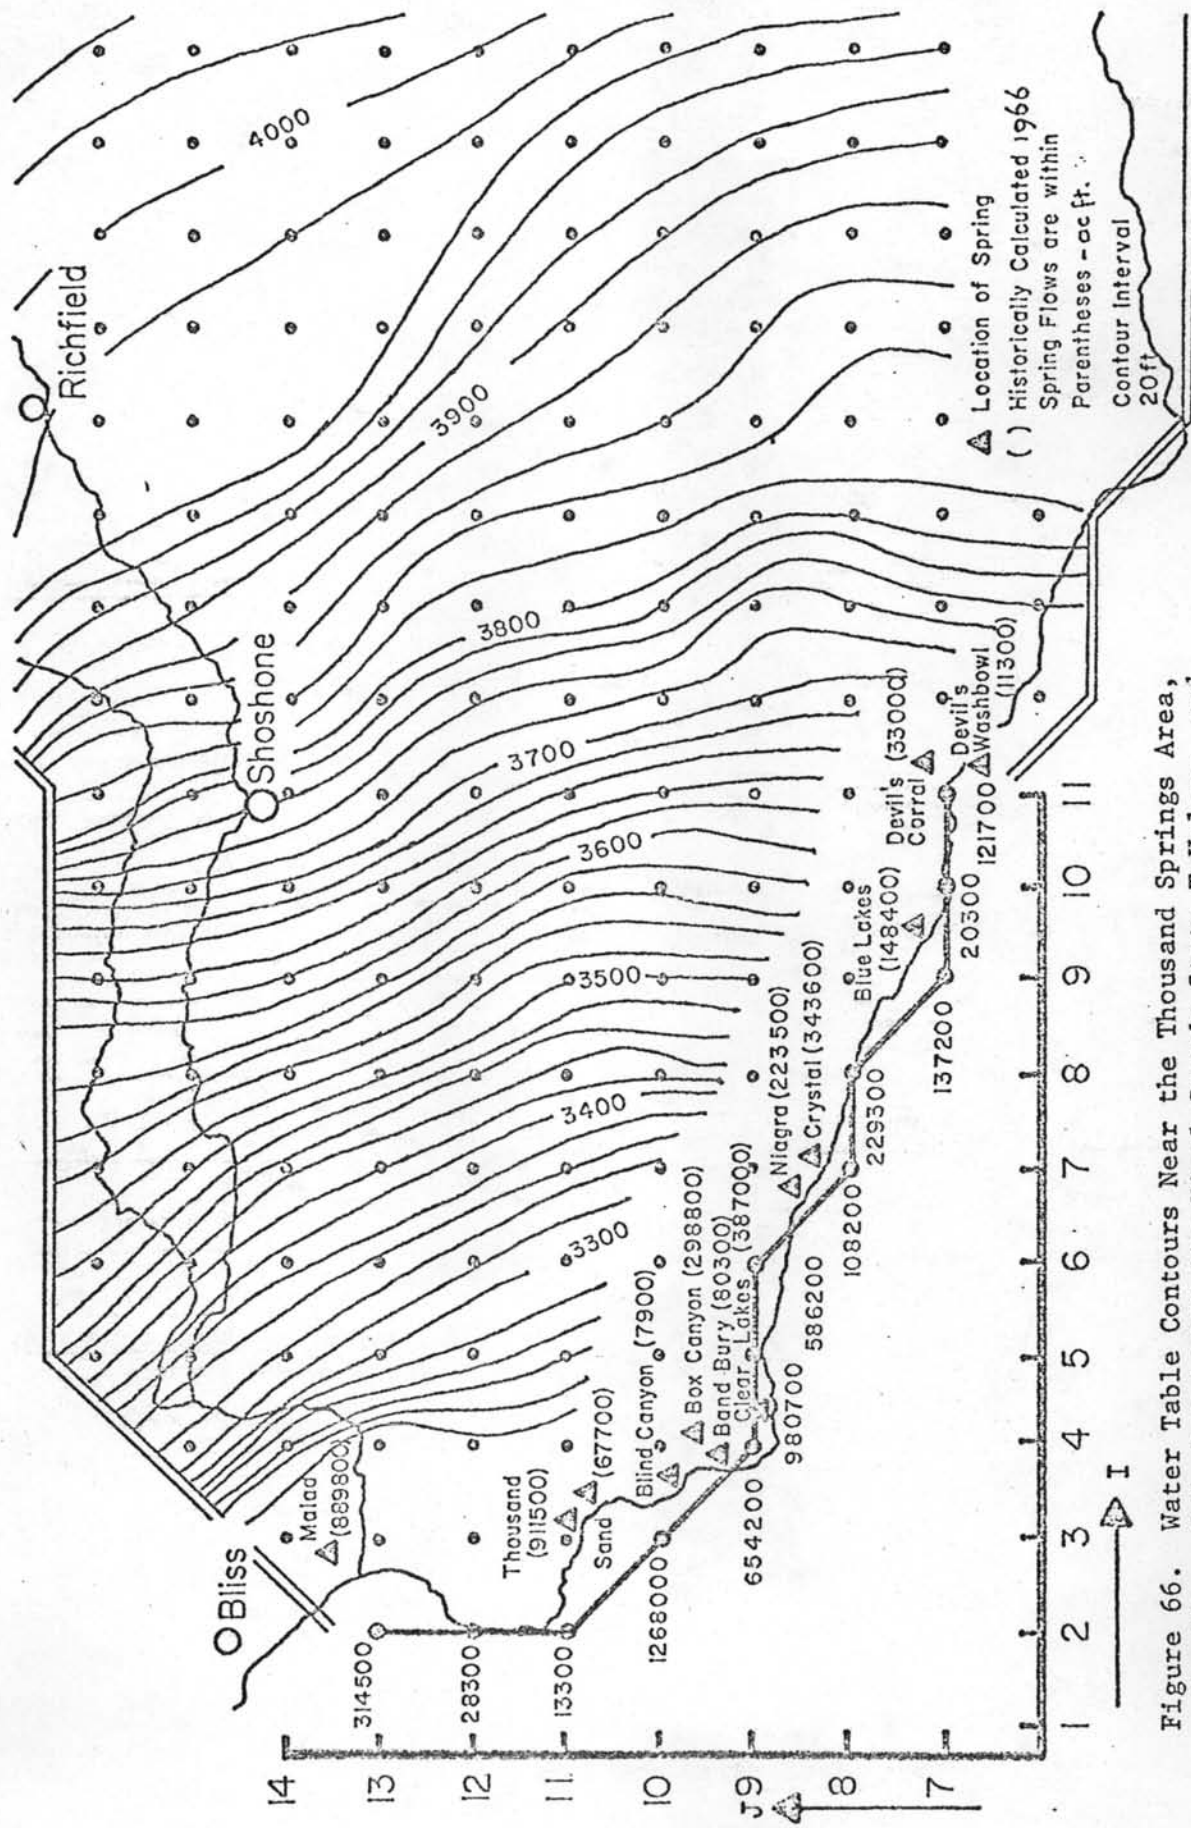 Richfield
4000
3900
Shoshone
3800
3700
3600
3500
3400
3300
Bliss
Malad
(889800)
Thousand
(911500)
Sand (67700)
Blind Canyon (7900)
Box Canyon (298800)
Band-Bury (80300)
Clear Lakes (387000)
Niagra (223500)
Crystal (343600)
Blue Lakes
(148400)
Devil's (33000)
Corral
Devil's
Washbowl
(11300)
314500
28300
13300
1268000
654200
980700
586200
108200
229300
137200
20300
121700
Location of Spring
( ) Historically Calculated 1966
Spring Flows are within
Parentheses - ac ft.
Contour Interval
20ft
14
13
12
11
10
9
8
7
J
1 2 3 4 5 6 7 8 9 10 11
I
Figure 66. Water Table Contours Near the Thousand Springs Area,